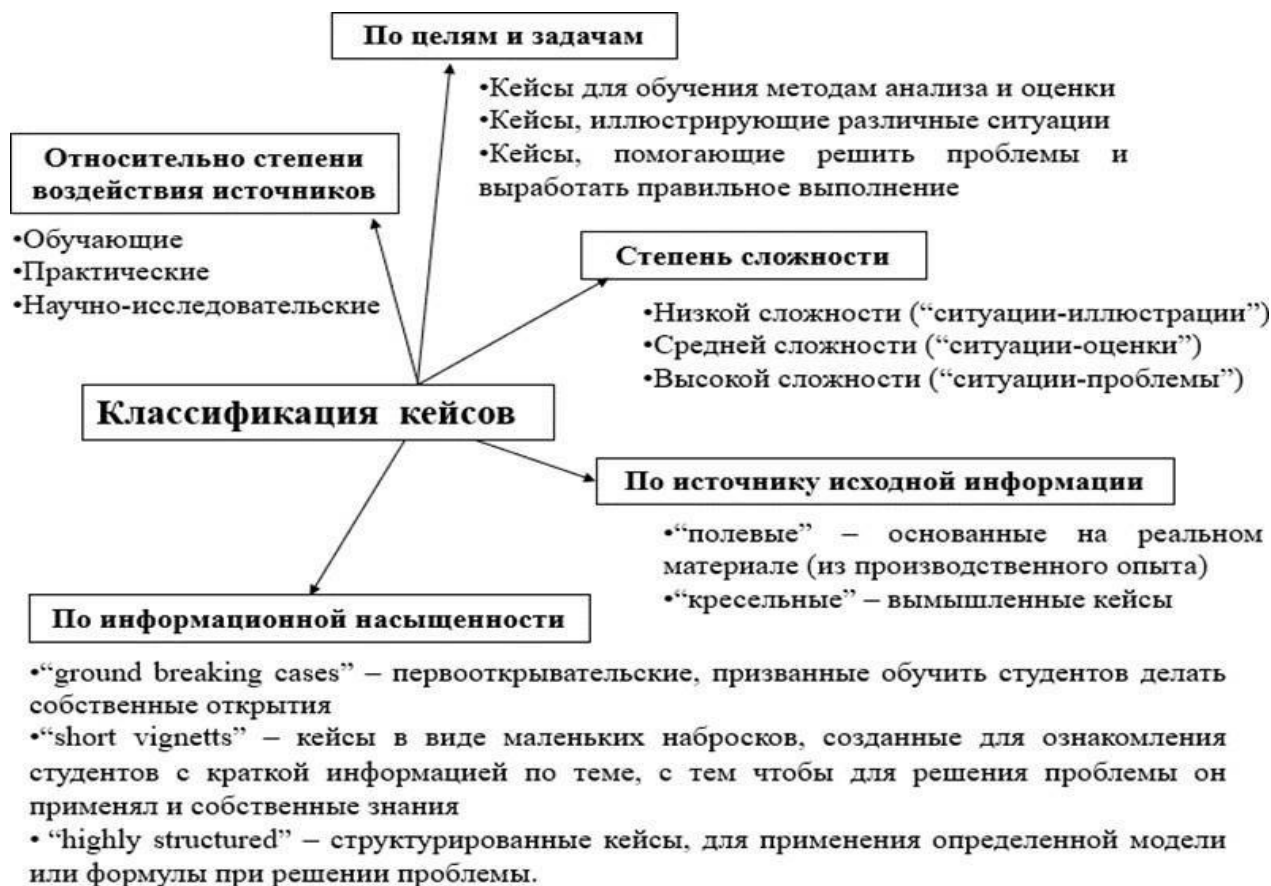 По целям и задачам
•Кейсы для обучения методам анализа и оценки
•Кейсы, иллюстрирующие различные ситуации
•Кейсы, помогающие решить проблемы и
выработать правильное выполнение
Относительно степени
воздействия источников
•Обучающие
•Практические
•Научно-исследовательские
Степень сложности
•Низкой сложности (“ситуации-иллюстрации”)
•Средней сложности (“ситуации-оценки”)
•Высокой сложности (“ситуации-проблемы”)
Классификация кейсов
По источнику исходной информации
•“полевые” – основанные на реальном
материале (из производственного опыта)
•“кресельные” – вымышленные кейсы
По информационной насыщенности
•“ground breaking cases” – первооткрывательские, призванные обучить студентов делать
собственные открытия
•“short vignetts” – кейсы в виде маленьких набросков, созданные для ознакомления
студентов с краткой информацией по теме, с тем чтобы для решения проблемы он
применял и собственные знания
• “highly structured” – структурированные кейсы, для применения определенной модели
или формулы при решении проблемы.